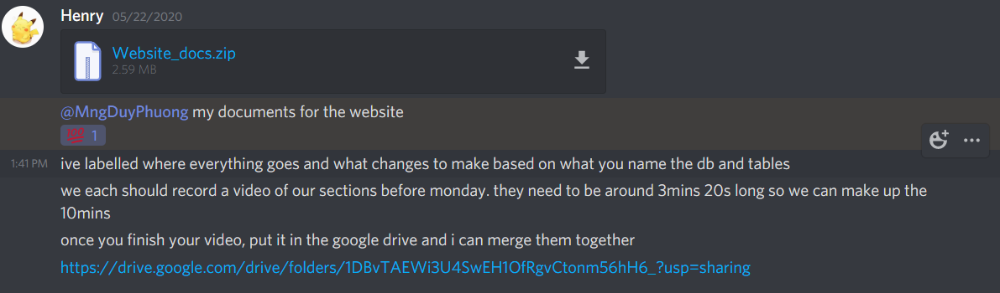 Henry 05/22/2020
Website_docs.zip
2.59 MB
@MngDuyPhuong my documents for the website
💯 1
1:41 PM ive labelled where everything goes and what changes to make based on what you name the db and tables
we each should record a video of our sections before monday. they need to be around 3mins 20s long so we can make up the
10mins
once you finish your video, put it in the google drive and i can merge them together
https://drive.google.com/drive/folders/1DBvTAEWi3U4SwEH1OfRgvCtonm56hH6_?usp=sharing